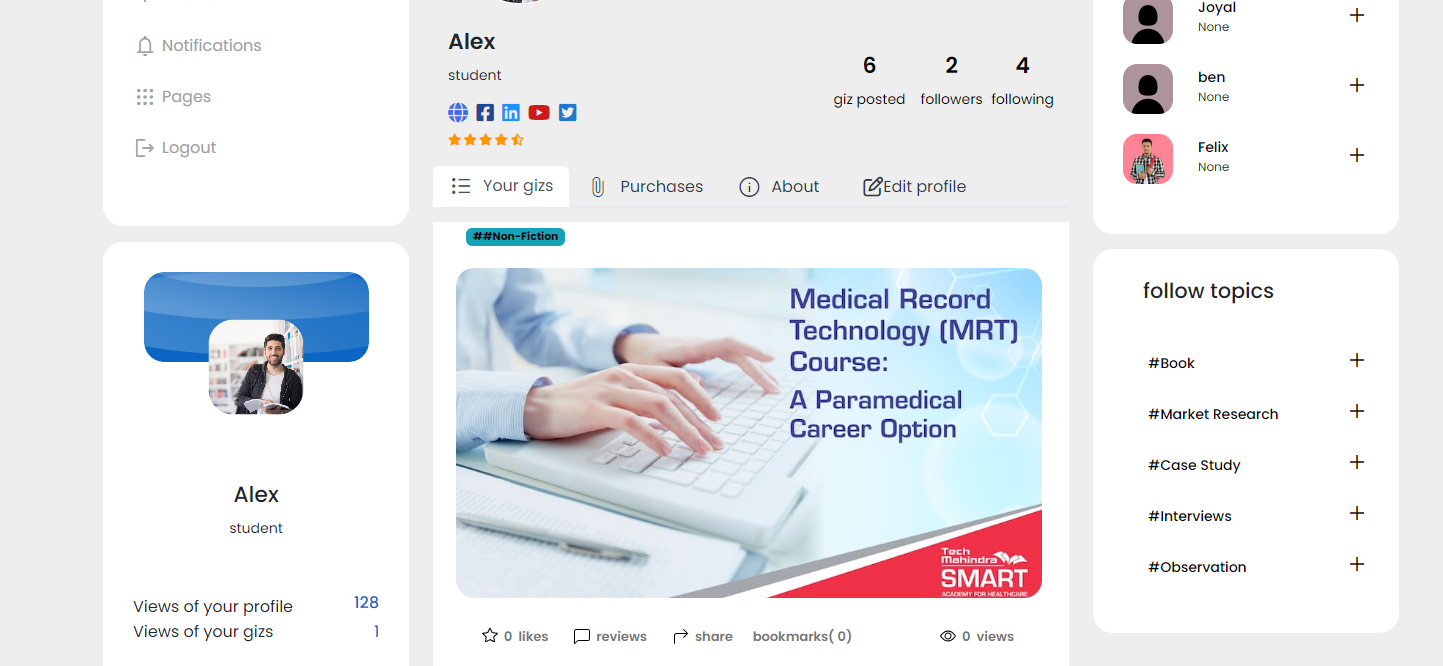 Notifications
Pages
Logout
Alex
student
Views of your profile 128
Views of your gizs 1
Alex
student
6 2 4
giz posted followers following
Your gizs Purchases About Edit profile
##Non-Fiction
Medical Record
Technology (MRT)
Course:
A Paramedical
Career Option
Tech
Mahindra
SMART
ACADEMY FOR HEALTHCARE
0 likes reviews share bookmarks( 0) 0 views
Joyal
None
ben
None
Felix
None
follow topics
#Book
#Market Research
#Case Study
#Interviews
#Observation